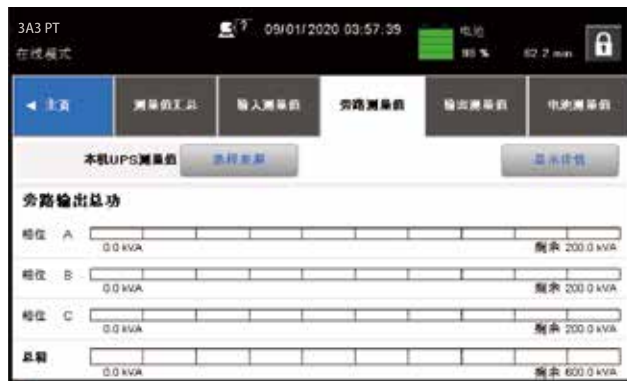 3A3 PT
09/01/2020 03:57:39
电池
在线模式
98 %
62.2 min
◄ 主页
测量值汇总
输入测量值
旁路测量值
输出测量值
电池测量值
本机UPS测量值
显示详情
旁路输出总功
相位 A
0.0 kVA
剩余 200.0 kVA
相位 B
0.0 kVA
剩余 200.0 kVA
相位 C
0.0 kVA
剩余 200.0 kVA
总和
0.0 kVA
剩余 600.0 kVA